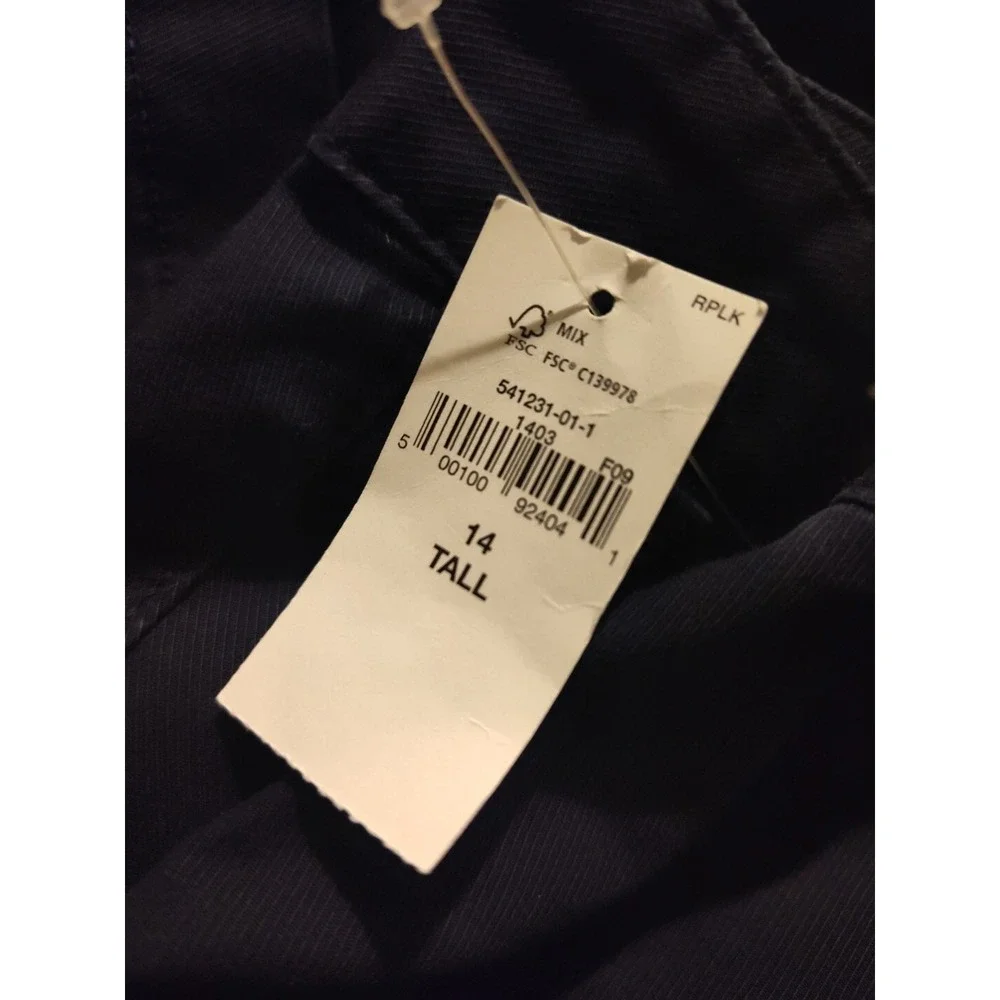 RPLK
MIX
FSC FSC® C139978
541231-01-1
1403
F09
5 00100 92404 1
14
TALL